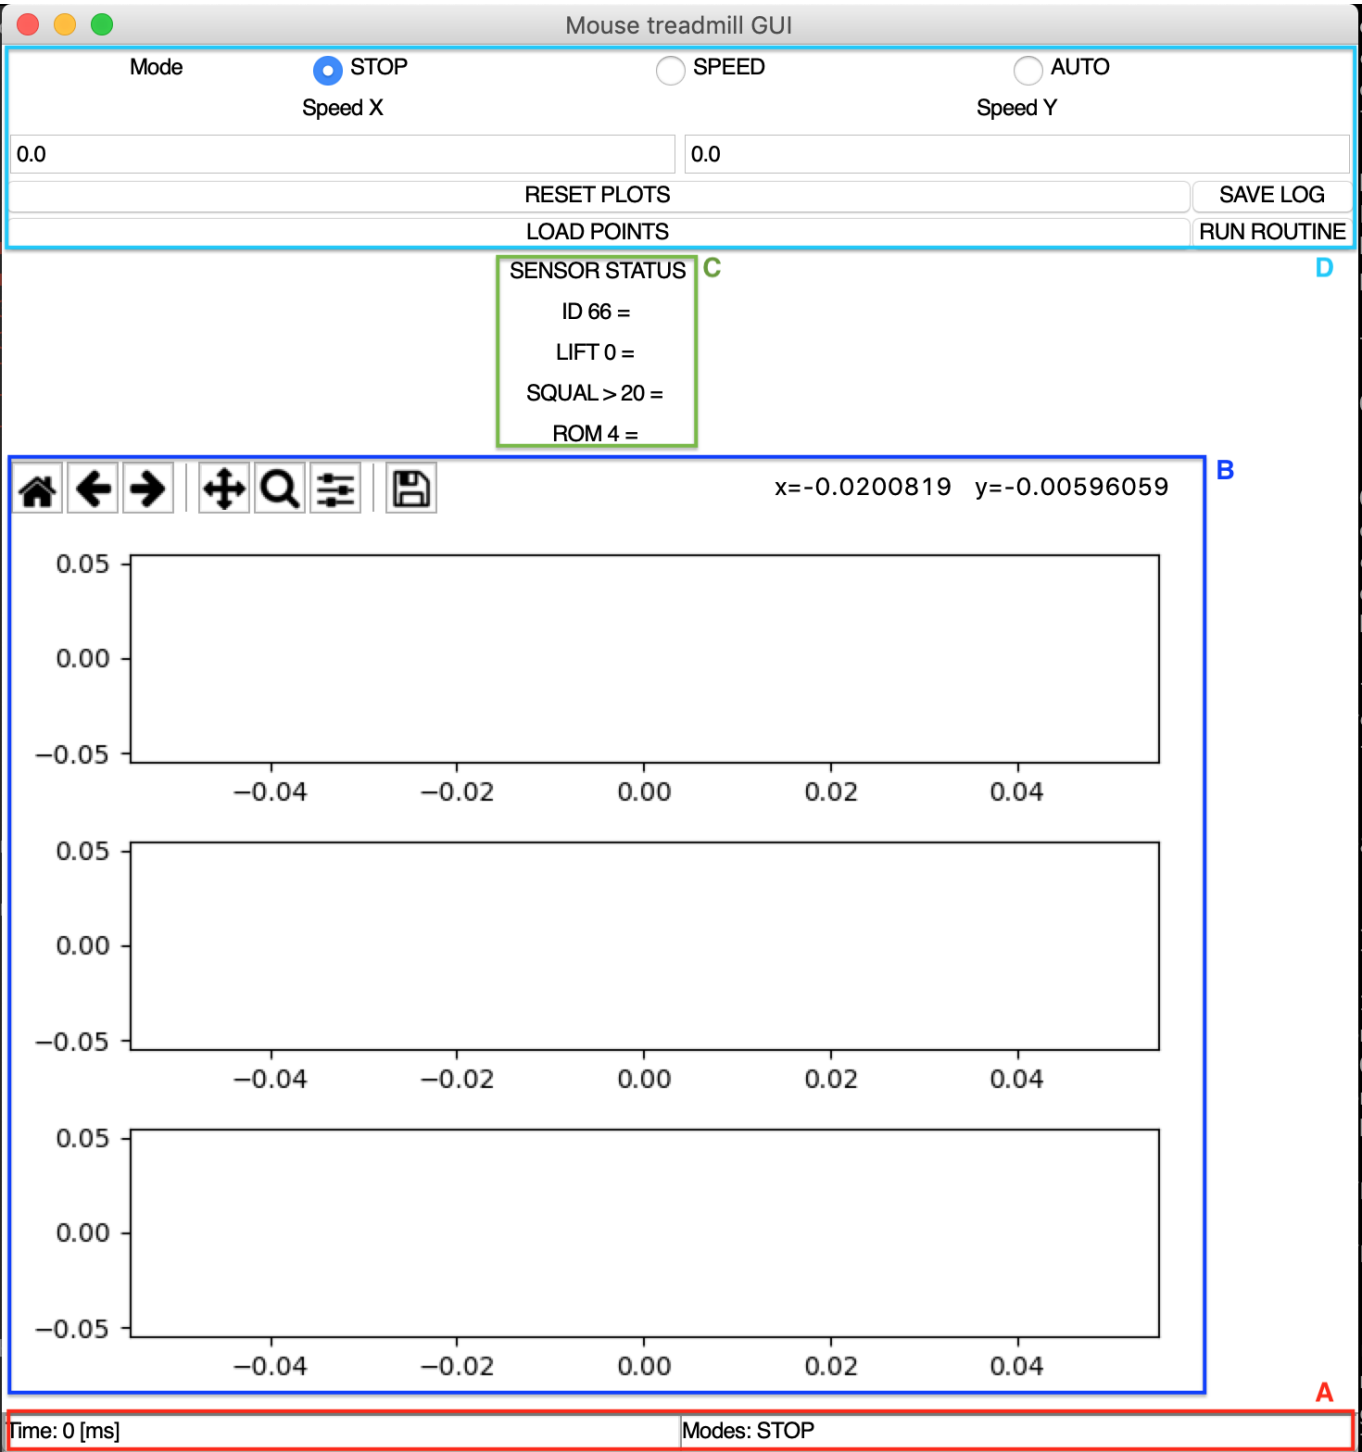 Mouse treadmill GUI
Mode STOP SPEED AUTO
Speed X Speed Y
0.0 0.0
RESET PLOTS SAVE LOG
LOAD POINTS RUN ROUTINE
SENSOR STATUS C D
ID 66 =
LIFT 0 =
SQUAL > 20 =
ROM 4 =
B
x=-0.0200819 y=-0.00596059
0.05
0.00
−0.05
−0.04 −0.02 0.00 0.02 0.04
0.05
0.00
−0.05
−0.04 −0.02 0.00 0.02 0.04
0.05
0.00
−0.05
−0.04 −0.02 0.00 0.02 0.04
A
Time: 0 [ms] Modes: STOP